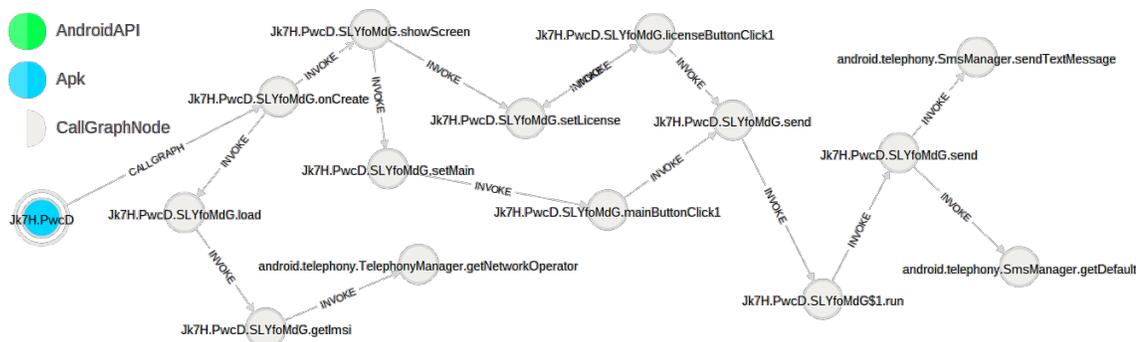 AndroidAPI
Apk
CallGraphNode
Jk7H.PwcD.SLYfoMdG.showScreen
Jk7H.PwcD.SLYfoMdG.licenseButtonClick1
android.telephony.SmsManager.sendTextMessage
INVOKE
INVOKE
INVOKE
INVOKE
INVOKE
Jk7H.PwcD.SLYfoMdG.onCreate
INVOKE
Jk7H.PwcD.SLYfoMdG.setLicense
Jk7H.PwcD.SLYfoMdG.send
INVOKE
CALLGRAPH
INVOKE
INVOKE
Jk7H.PwcD.SLYfoMdG.send
Jk7H.PwcD.SLYfoMdG.setMain
INVOKE
INVOKE
INVOKE
INVOKE
Jk7H.PwcD
Jk7H.PwcD.SLYfoMdG.load
Jk7H.PwcD.SLYfoMdG.mainButtonClick1
INVOKE
android.telephony.TelephonyManager.getNetworkOperator
android.telephony.SmsManager.getDefault
INVOKE
Jk7H.PwcD.SLYfoMdG$1.run
Jk7H.PwcD.SLYfoMdG.getImsi